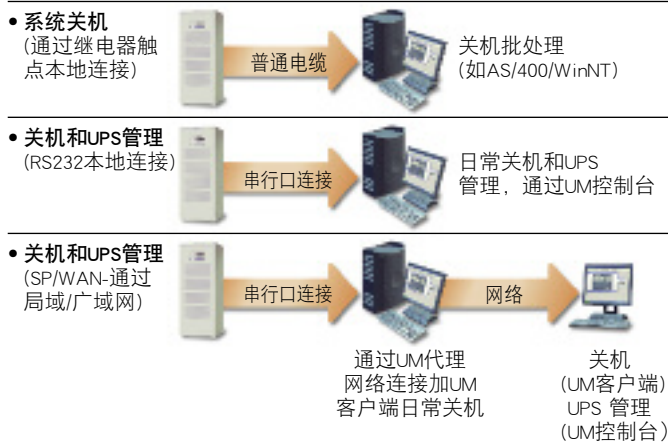 • 系统关机
(通过继电器触
点本地连接)
普通电缆
关机批处理
(如AS/400/WinNT)
• 关机和UPS管理
(RS232本地连接)
串行口连接
日常关机和UPS
管理，通过UM控制台
• 关机和UPS管理
(SP/WAN-通过
局域/广域网)
串行口连接
网络
通过UM代理
网络连接加UM
客户端日常关机
关机
(UM客户端)
UPS 管理
(UM控制台)